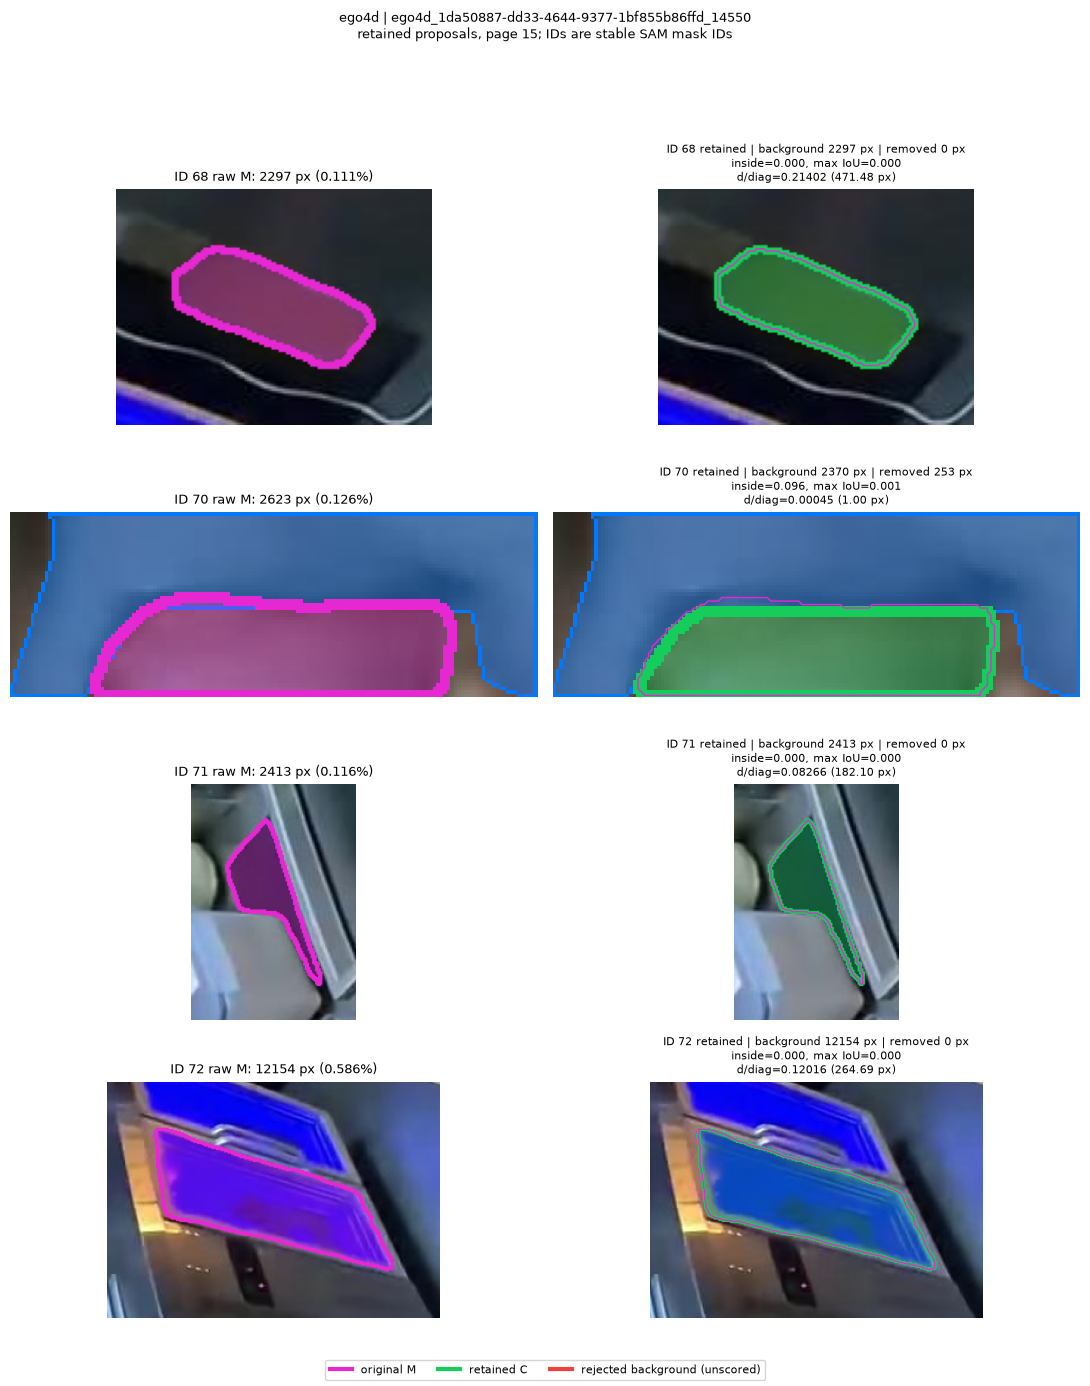 ego4d | ego4d_1da50887-dd33-4644-9377-1bf855b86ffd_14550
retained proposals, page 15; IDs are stable SAM mask IDs
ID 68 raw M: 2297 px (0.111%)
ID 68 retained | background 2297 px | removed 0 px
inside=0.000, max IoU=0.000
d/diag=0.21402 (471.48 px)
ID 70 raw M: 2623 px (0.126%)
ID 70 retained | background 2370 px | removed 253 px
inside=0.096, max IoU=0.001
d/diag=0.00045 (1.00 px)
ID 71 raw M: 2413 px (0.116%)
ID 71 retained | background 2413 px | removed 0 px
inside=0.000, max IoU=0.000
d/diag=0.08266 (182.10 px)
ID 72 raw M: 12154 px (0.586%)
ID 72 retained | background 12154 px | removed 0 px
inside=0.000, max IoU=0.000
d/diag=0.12016 (264.69 px)
original M
retained C
rejected background (unscored)